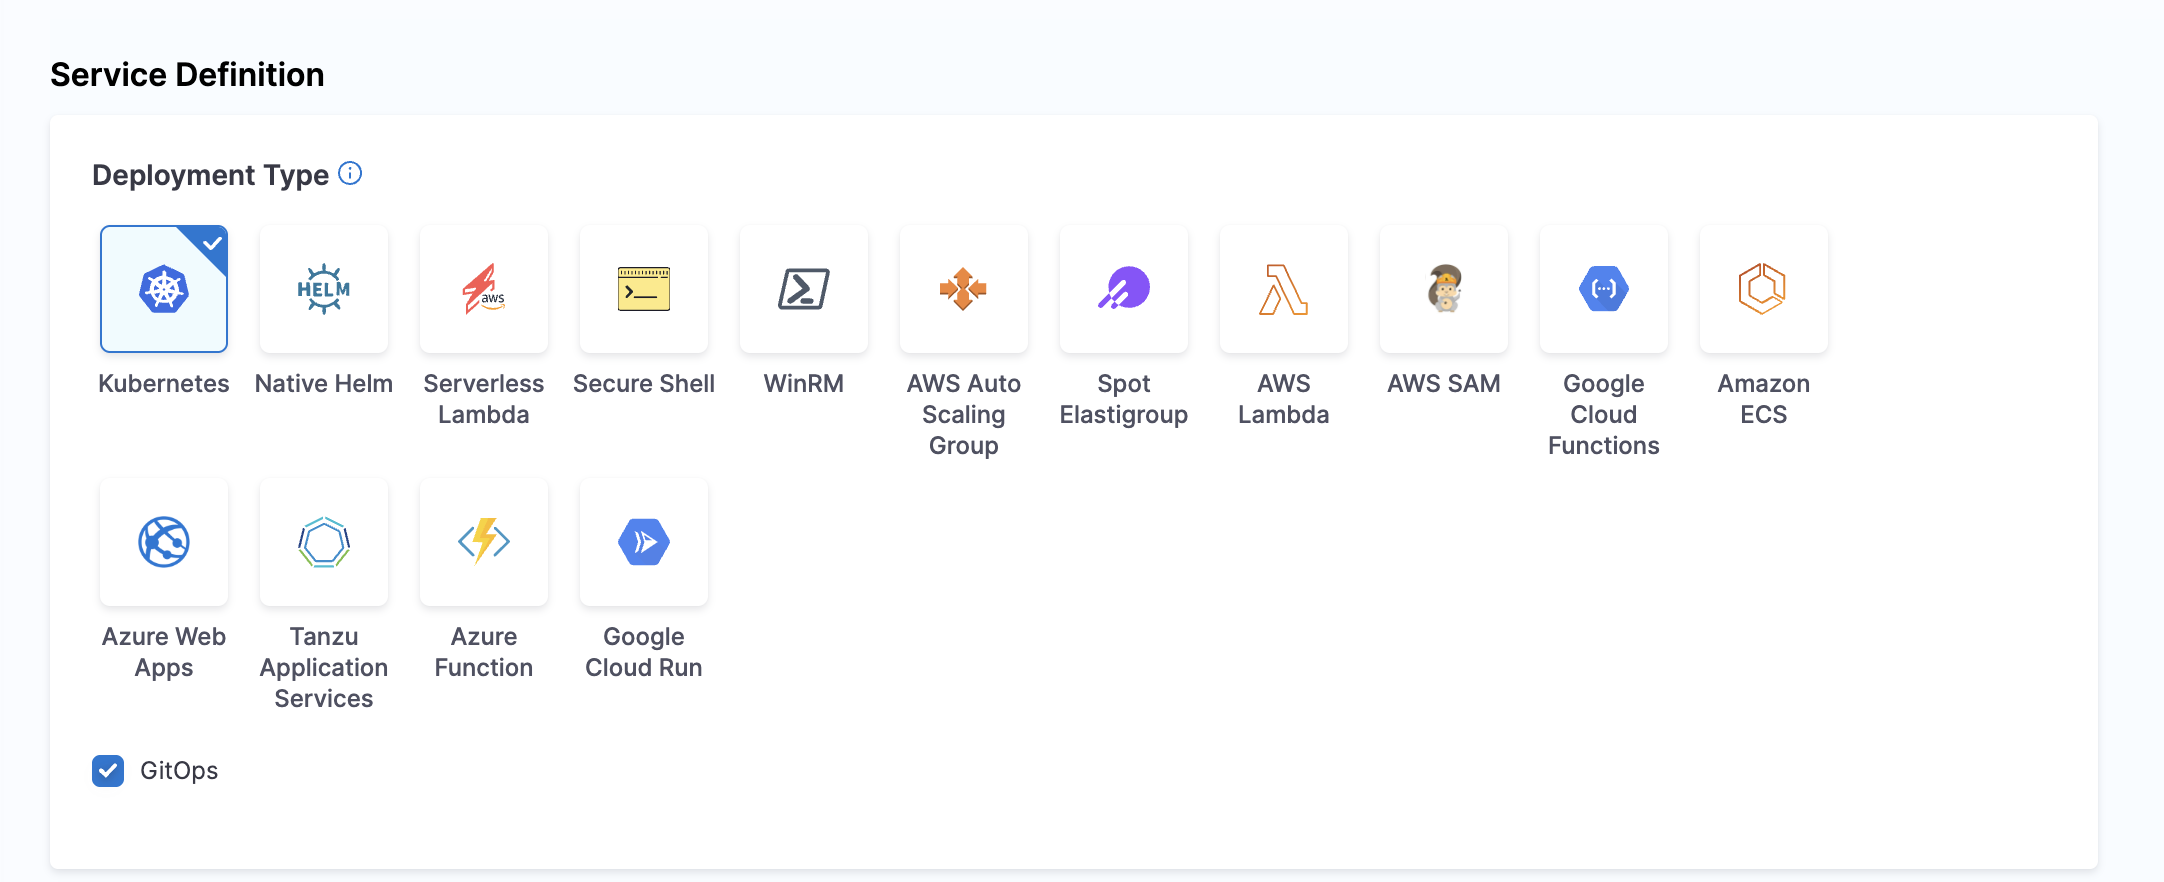 Service Definition
Deployment Type
HELM
aws
Kubernetes
Native Helm
Serverless
Lambda
Secure Shell
WinRM
AWS Auto
Scaling
Group
Spot
Elastigroup
AWS
Lambda
AWS SAM
Google
Cloud
Functions
Amazon
ECS
Azure Web
Apps
Tanzu
Application
Services
Azure
Function
Google
Cloud Run
GitOps